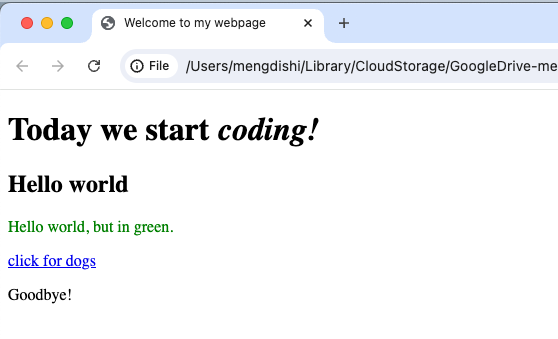 Welcome to my webpage
File /Users/mengdishi/Library/CloudStorage/GoogleDrive-me
Today we start coding!
Hello world
Hello world, but in green.
click for dogs
Goodbye!